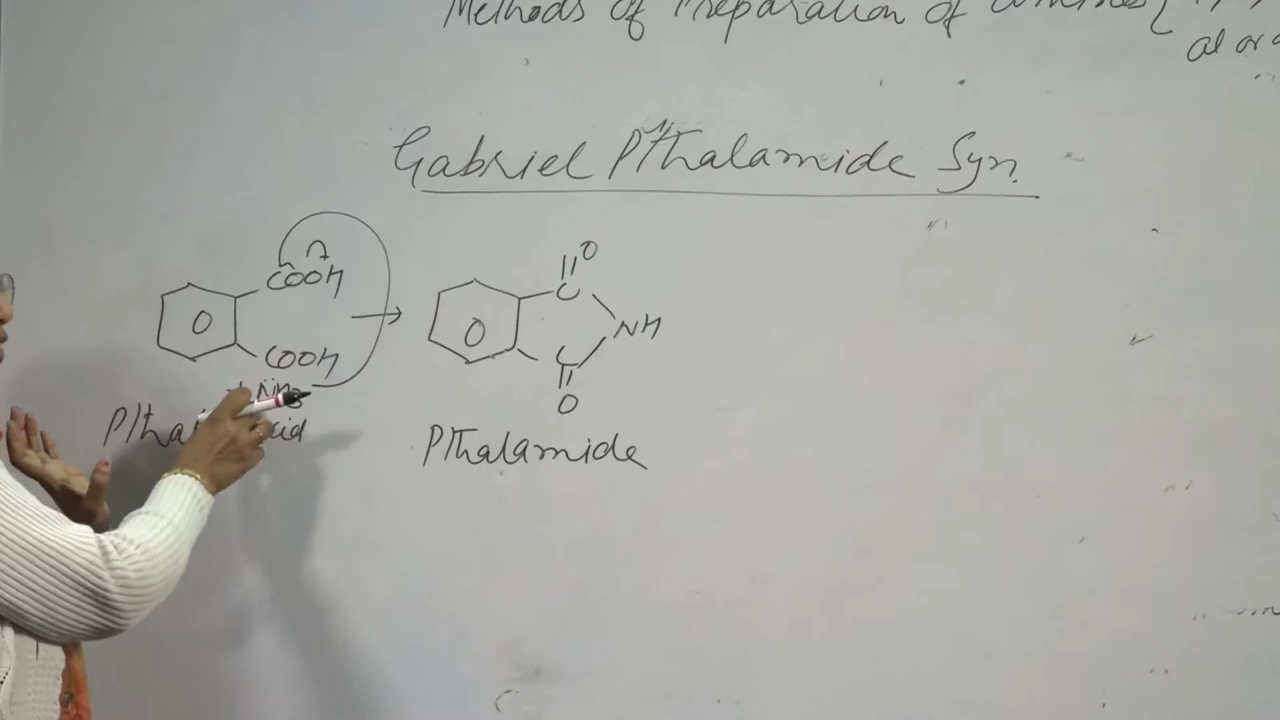 Methods of Preparation of
Gabriel Pthalamide Syn.
COOH
COOH
O
O
C
NH
C
O
O
Pthalamide